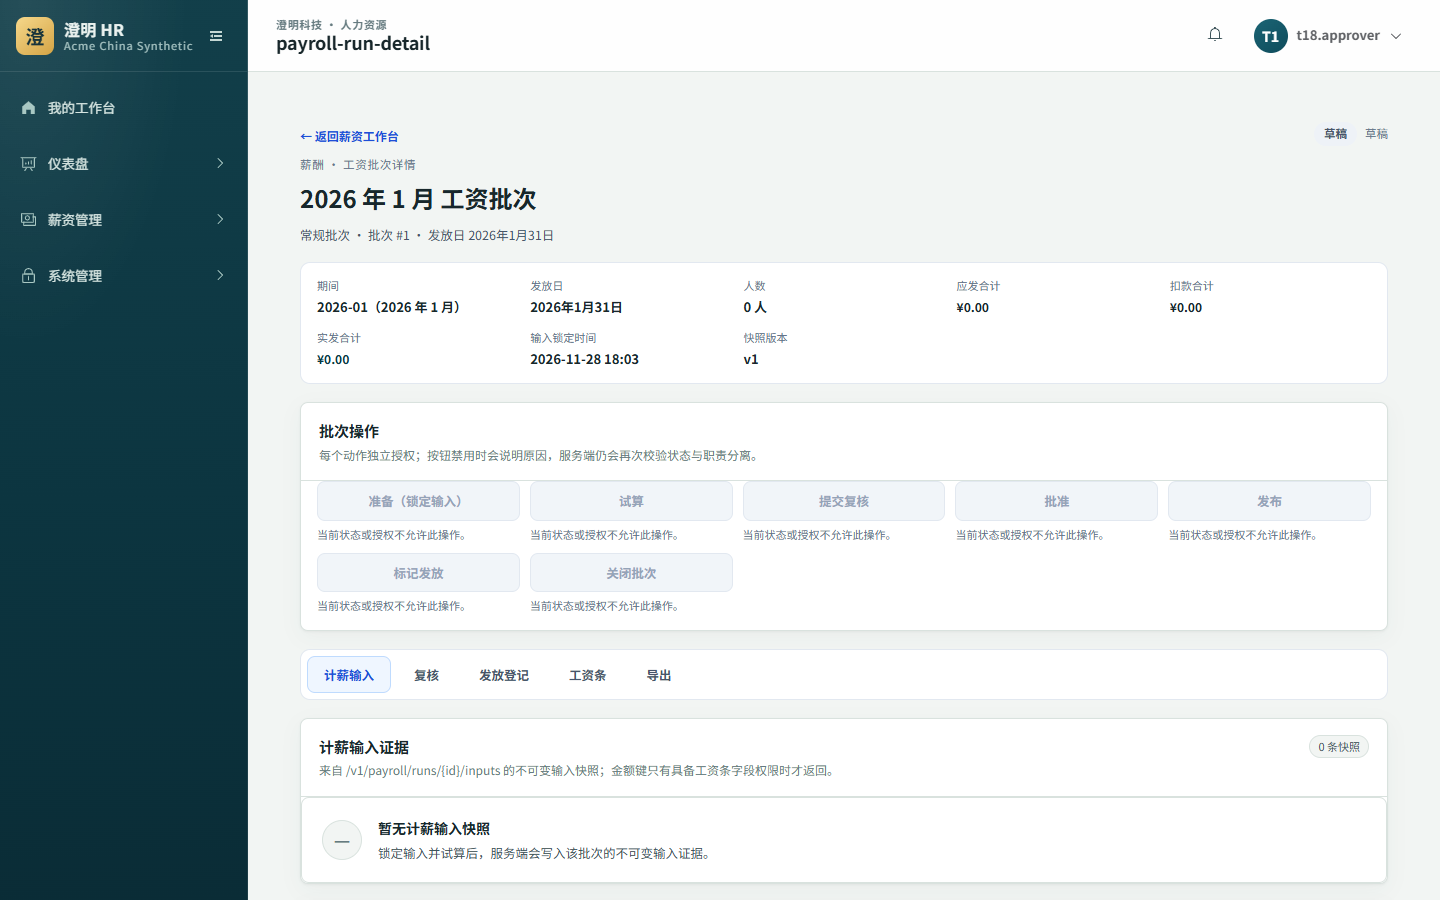 澄
澄明 HR
Acme China Synthetic
我的工作台
仪表盘
薪资管理
系统管理
澄明科技 • 人力资源
payroll-run-detail
T1
t18.approver
← 返回薪资工作台
草稿 草稿
薪酬 • 工资批次详情
2026 年 1 月 工资批次
常规批次 • 批次 #1 • 发放日 2026年1月31日
期间 发放日 人数 应发合计 扣款合计
2026-01（2026 年 1 月） 2026年1月31日 0 人 ¥0.00 ¥0.00
实发合计 输入锁定时间 快照版本
¥0.00 2026-11-28 18:03 v1
批次操作
每个动作独立授权；按钮禁用时会说明原因，服务端仍会再次校验状态与职责分离。
准备（锁定输入） 试算 提交复核 批准 发布
当前状态或授权不允许此操作。 当前状态或授权不允许此操作。 当前状态或授权不允许此操作。 当前状态或授权不允许此操作。 当前状态或授权不允许此操作。
标记发放 关闭批次
当前状态或授权不允许此操作。 当前状态或授权不允许此操作。
计薪输入 复核 发放登记 工资条 导出
计薪输入证据
0 条快照
来自 /v1/payroll/runs/{id}/inputs 的不可变输入快照；金额键只有具备工资条字段权限时才返回。
暂无计薪输入快照
锁定输入并试算后，服务端会写入该批次的不可变输入证据。